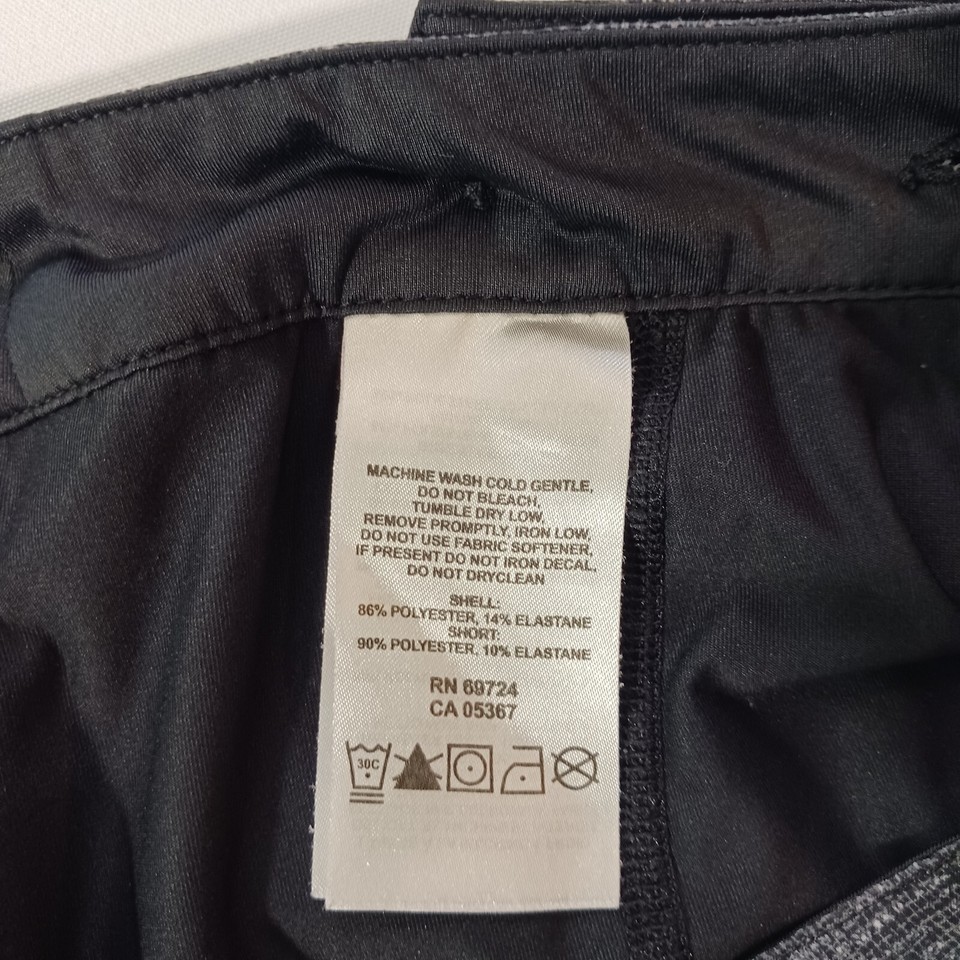 MACHINE WASH COLD GENTLE,
DO NOT BLEACH,
TUMBLE DRY LOW,
REMOVE PROMPTLY, IRON LOW,
DO NOT USE FABRIC SOFTENER,
IF PRESENT DO NOT IRON DECAL,
DO NOT DRYCLEAN
SHELL:
86% POLYESTER, 14% ELASTANE
SHORT:
90% POLYESTER, 10% ELASTANE
RN 69724
CA 05367
30C